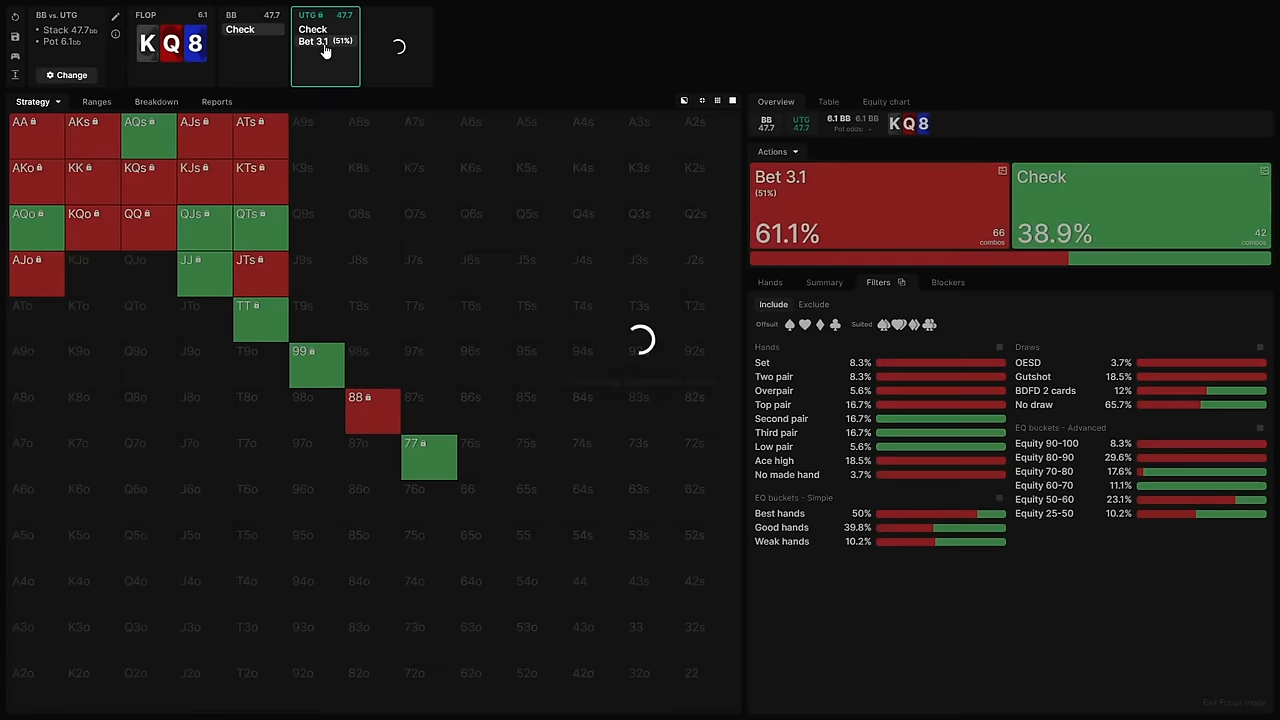 BB vs. UTG
• Stack 47.7bb
• Pot 6.1bb
Change
FLOP 6.1
K Q 8
BB 47.7
Check
UTG 47.7
Check
Bet 3.1 (51%)
Strategy Ranges Breakdown Reports
AA AKs AQs AJs ATs A9s A8s A7s A6s A5s A4s A3s A2s
AKo KK KQs KJs KTs K9s K8s K7s K6s K5s K4s K3s K2s
AQo KQo QQ QJs QTs Q9s Q8s Q7s Q6s Q5s Q4s Q3s Q2s
AJo KJo QJo JJ JTs J9s J8s J7s J6s J5s J4s J3s J2s
ATo KTo QTo JTo TT T9s T8s T7s T6s T5s T4s T3s T2s
A9o K9o Q9o J9o T9o 99 98s 97s 96s 95s 94s 92s
A8o K8o Q8o J8o T8o 98o 88 87s 86s 85s 84s 83s 82s
A7o K7o Q7o J7o T7o 97o 87o 77 76s 75s 74s 73s 72s
A6o K6o Q6o J6o T6o 96o 86o 76o 66 65s 64s 63s 62s
A5o K5o Q5o J5o T5o 95o 85o 75o 65o 55 54s 53s 52s
A4o K4o Q4o J4o T4o 94o 84o 74o 64o 54o 44 43s 42s
A3o K3o Q3o J3o T3o 93o 83o 73o 63o 53o 43o 33 32s
A2o K2o Q2o J2o T2o 92o 82o 72o 62o 52o 42o 32o 22
Overview Table Equity chart
BB 47.7 UTG 47.7 6.1 BB 6.1 BB Pot odds: – K Q 8
Actions
Bet 3.1
(51%)
61.1% 66 combos
Check
38.9% 42 combos
Hands Summary Filters Blockers
Include Exclude
Offsuit Suited
Hands
Set 8.3%
Two pair 8.3%
Overpair 5.6%
Top pair 16.7%
Second pair 16.7%
Third pair 16.7%
Low pair 5.6%
Ace high 18.5%
No made hand 3.7%
EQ buckets - Simple
Best hands 50%
Good hands 39.8%
Weak hands 10.2%
Draws
OESD 3.7%
Gutshot 18.5%
BDFD 2 cards 12%
No draw 65.7%
EQ buckets - Advanced
Equity 90-100 8.3%
Equity 80-90 29.6%
Equity 70-80 17.6%
Equity 60-70 11.1%
Equity 50-60 23.1%
Equity 25-50 10.2%
Exit Focus mode